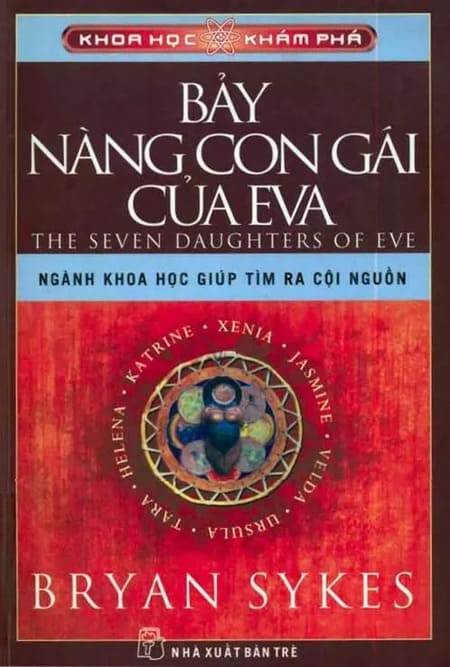 KHOA HỌC KHÁM PHÁ
BẢY
NÀNG CON GÁI
CỦA EVA
THE SEVEN DAUGHTERS OF EVE
NGÀNH KHOA HỌC GIÚP TÌM RA CỘI NGUỒN
TARA • HELENA • KATRINE • XENIA • JASMINE • VELDA • URSULA •
BRYAN SYKES
NHÀ XUẤT BẢN TRẺ